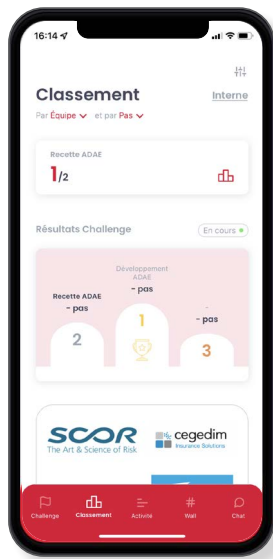 16:14
Classement
Interne
Par Équipe et par Pas
Recette ADAE
1/2
Résultats Challenge
En cours
Développement
ADAE
- pas
Recette ADAE
- pas
-
- pas
1
2
3
SCOR
The Art & Science of Risk
cegedim
Insurance Solutions
Challenge
Classement
Activité
Wall
Chat